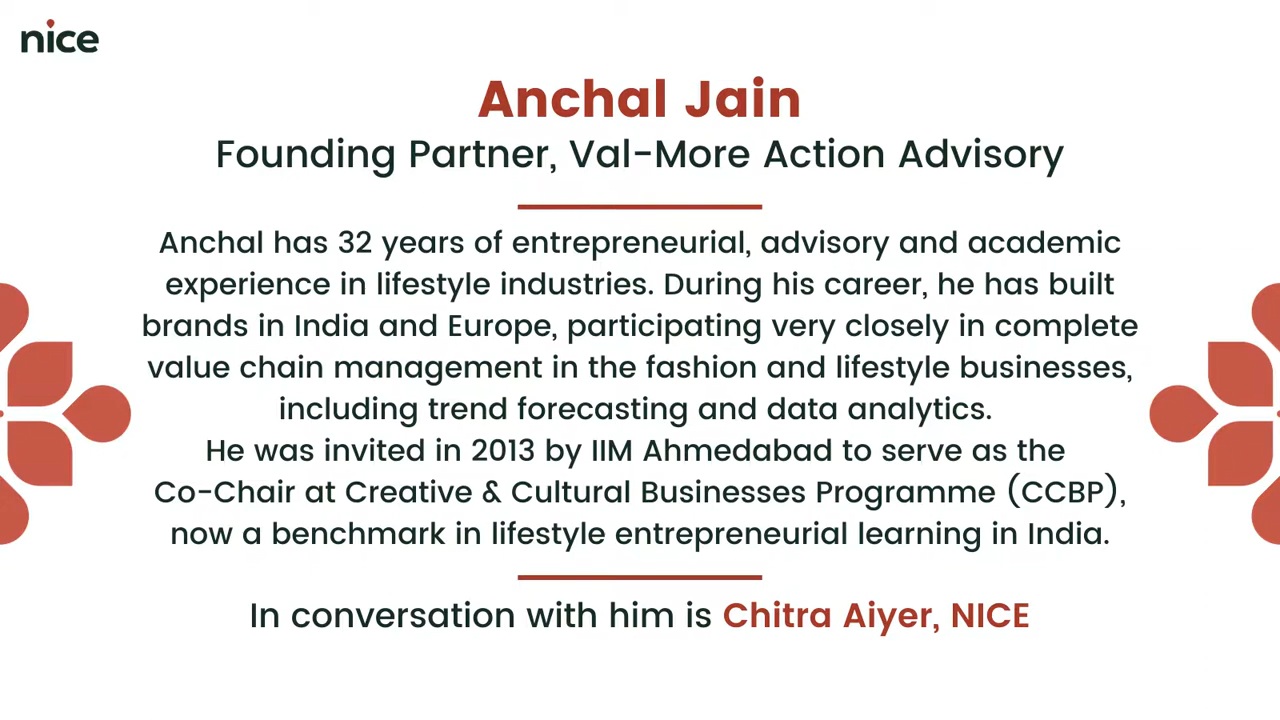 nice
Anchal Jain
Founding Partner, Val-More Action Advisory
Anchal has 32 years of entrepreneurial, advisory and academic
experience in lifestyle industries. During his career, he has built
brands in India and Europe, participating very closely in complete
value chain management in the fashion and lifestyle businesses,
including trend forecasting and data analytics.
He was invited in 2013 by IIM Ahmedabad to serve as the
Co-Chair at Creative & Cultural Businesses Programme (CCBP),
now a benchmark in lifestyle entrepreneurial learning in India.
In conversation with him is Chitra Aiyer, NICE